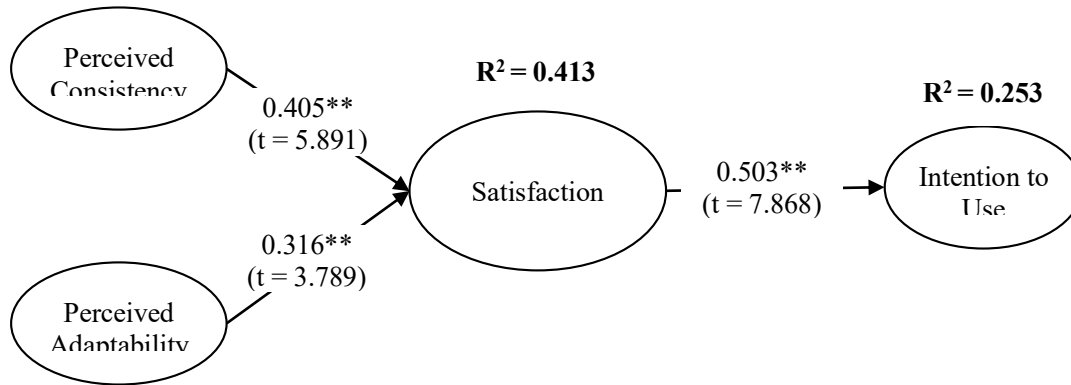 Perceived
Consistency
R² = 0.413
R² = 0.253
0.405**
(t = 5.891)
Satisfaction
0.503**
(t = 7.868)
Intention to
Use
0.316**
(t = 3.789)
Perceived
Adaptability